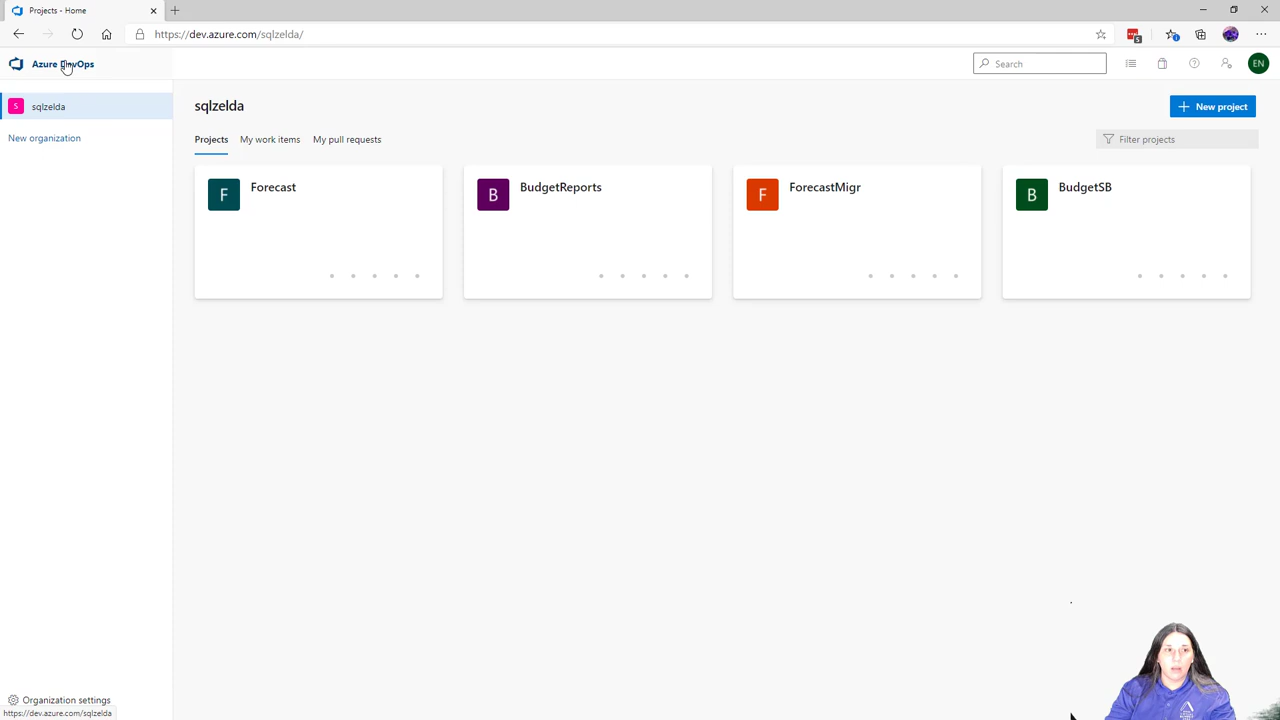 Projects - Home
https://dev.azure.com/sqlzelda/
5
Azure DevOps
Search
EN
S sqlzelda
New organization
sqlzelda
New project
Projects My work items My pull requests
Filter projects
F Forecast
B BudgetReports
F ForecastMigr
B BudgetSB
Organization settings
https://dev.azure.com/sqlzelda